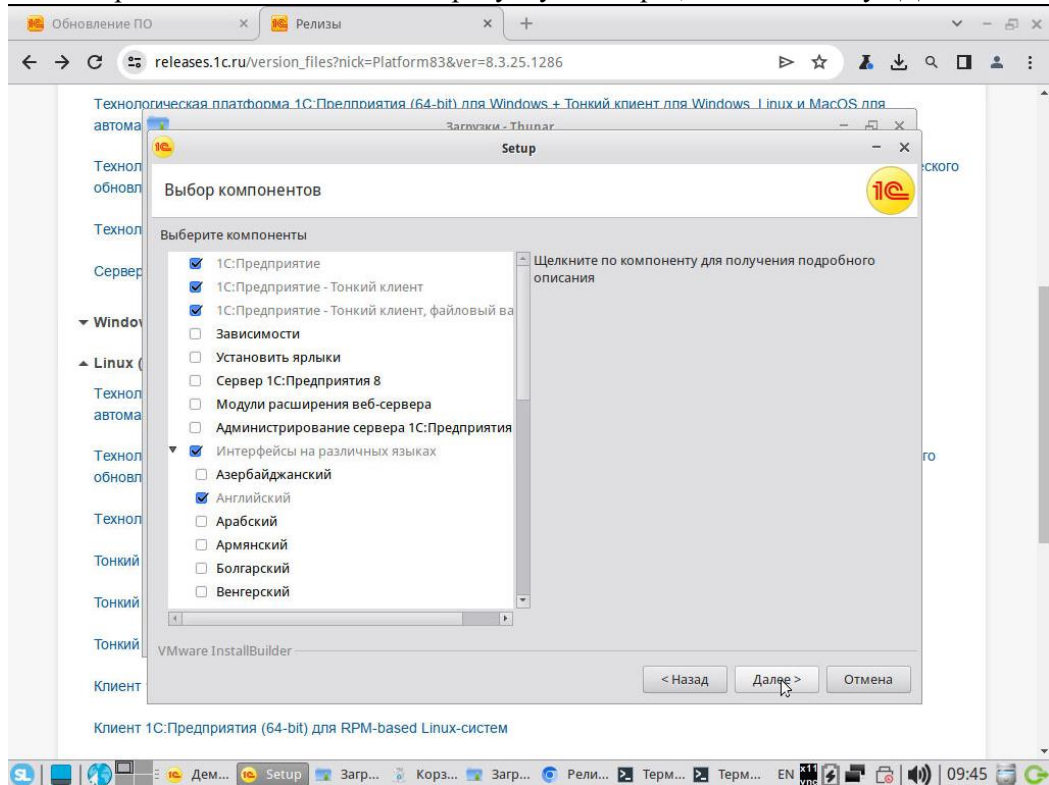 Обновление ПО
Релизы
releases.1c.ru/version_files?nick=Platform83&ver=8.3.25.1286
Технологическая платформа 1С:Предприятия (64-bit) для Windows + Тонкий клиент для Windows, Linux и MacOS для
автома
Загрузки - Thunar
Setup
Технол
ского
обновл
Выбор компонентов
1С
Технол
Выберите компоненты
Сервер
1С:Предприятие
Щелкните по компоненту для получения подробного
описания
1С:Предприятие - Тонкий клиент
1С:Предприятие - Тонкий клиент, файловый ва
Window
Зависимости
Установить ярлыки
Linux (
Сервер 1С:Предприятия 8
Технол
автома
Модули расширения веб-сервера
Администрирование сервера 1С:Предприятия
Технол
го
обновл
Интерфейсы на различных языках
Азербайджанский
Английский
Технол
Арабский
Армянский
Тонкий
Болгарский
Венгерский
Тонкий
Тонкий
VMware InstallBuilder
Клиент
< Назад
Далее >
Отмена
Клиент 1С:Предприятия (64-bit) для RPM-based Linux-систем
SL
Дем...
Setup
Загр...
Корз...
Загр...
Рели...
Терм...
Терм...
EN
x11
vnc
09:45